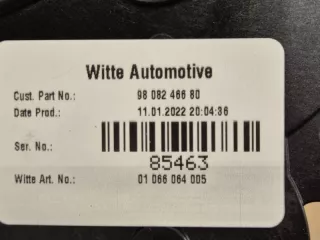 Witte Automotive
Cust. Part No.: 98 082 466 80
Date Prod.: 11.01.2022 20:04:36
Ser. No.:
85463
Witte Art. No.: 01 066 064 005